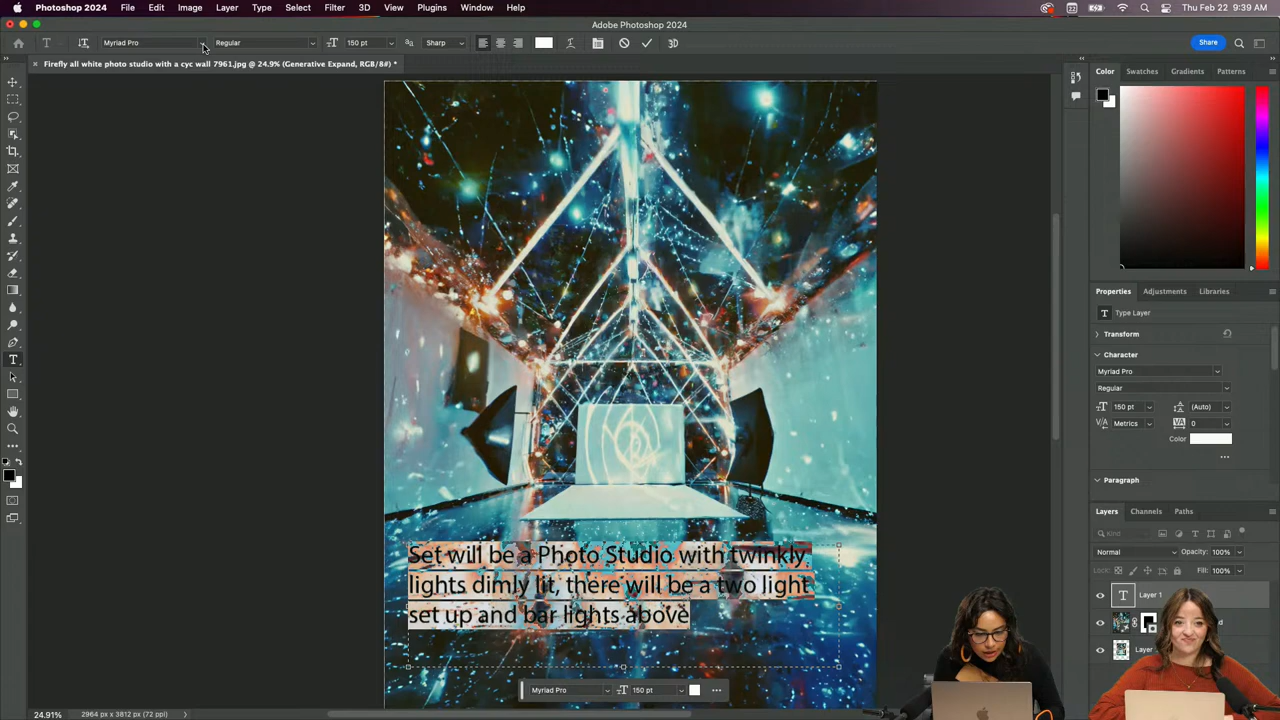 Photoshop 2024 File Edit Image Layer Type Select Filter 3D View Plugins Window Help Thu Feb 22 9:39 AM
Adobe Photoshop 2024
Myriad Pro Regular 150 pt Sharp 3D Share
Firefly all white photo studio with a cyc wall 7961.jpg @ 24.9% (Generative Expand, RGB/8#) *
Color Swatches Gradients Patterns
Properties Adjustments Libraries
T Type Layer
Transform
Character
Myriad Pro
Regular
150 pt (Auto)
Metrics 0
Color
Paragraph
Layers Channels Paths
Kind
Normal Opacity: 100%
Lock: Fill: 100%
T Layer 1
d
Layer
Set will be a Photo Studio with twinkly
lights dimly lit, there will be a two light
set up and bar lights above
Myriad Pro 150 pt
24.91% 2964 px x 3812 px (72 ppi)